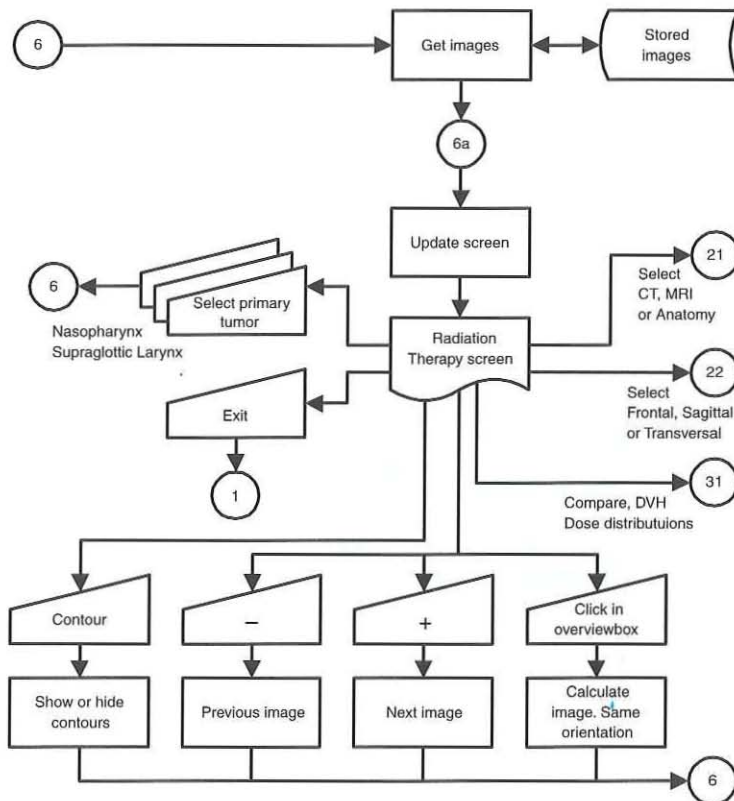 6
Get images
Stored
images
6a
Update screen
6
Select primary
tumor
Nasopharynx
Supraglottic Larynx
Radiation
Therapy screen
21
Select
CT, MRI
or Anatomy
22
Select
Frontal, Sagittal
or Transversal
Exit
1
31
Compare, DVH
Dose distributuions
Contour
−
+
Click in
overviewbox
Show or hide
contours
Previous image
Next image
Calculate
image. Same
orientation
6